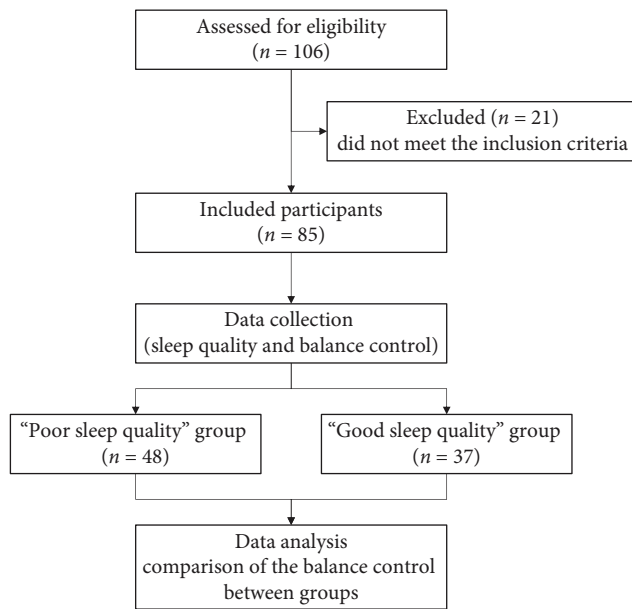 Assessed for eligibility
(n = 106)
Excluded (n = 21)
did not meet the inclusion criteria
Included participants
(n = 85)
Data collection
(sleep quality and balance control)
“Poor sleep quality” group
(n = 48)
“Good sleep quality” group
(n = 37)
Data analysis
comparison of the balance control
between groups